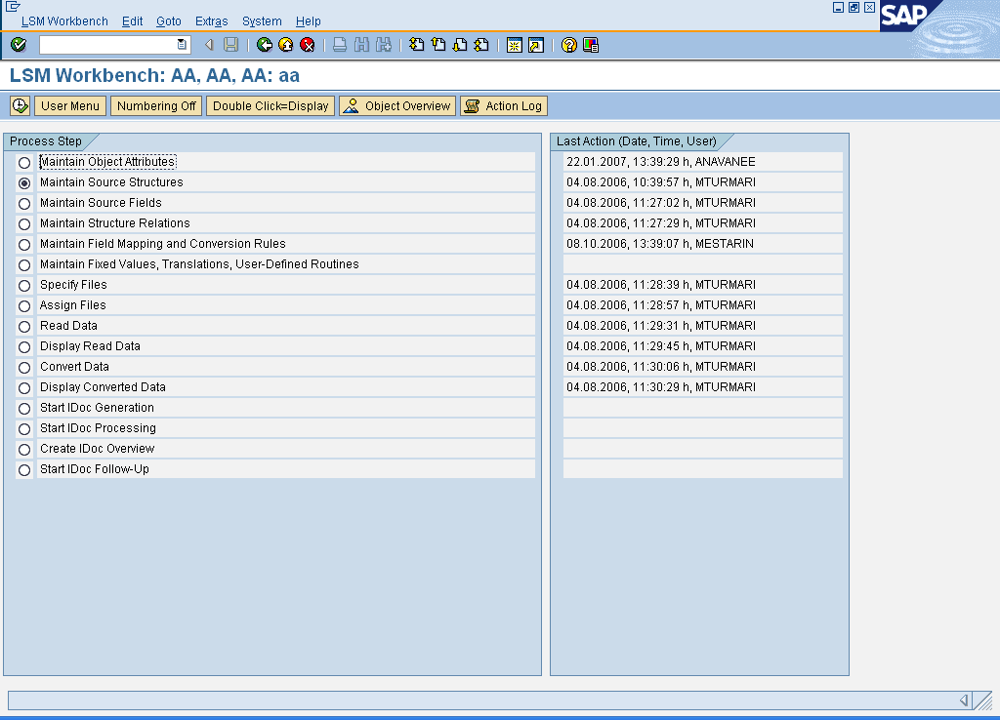 LSM Workbench Edit Goto Extras System Help
SAP
LSM Workbench: AA, AA, AA: aa
User Menu Numbering Off Double Click=Display Object Overview Action Log
Process Step Last Action (Date, Time, User)
Maintain Object Attributes 22.01.2007, 13:39:29 h, ANAVANEE
Maintain Source Structures 04.08.2006, 10:39:57 h, MTURMARI
Maintain Source Fields 04.08.2006, 11:27:02 h, MTURMARI
Maintain Structure Relations 04.08.2006, 11:27:29 h, MTURMARI
Maintain Field Mapping and Conversion Rules 08.10.2006, 13:39:07 h, MESTARIN
Maintain Fixed Values, Translations, User-Defined Routines
Specify Files 04.08.2006, 11:28:39 h, MTURMARI
Assign Files 04.08.2006, 11:28:57 h, MTURMARI
Read Data 04.08.2006, 11:29:31 h, MTURMARI
Display Read Data 04.08.2006, 11:29:45 h, MTURMARI
Convert Data 04.08.2006, 11:30:06 h, MTURMARI
Display Converted Data 04.08.2006, 11:30:29 h, MTURMARI
Start IDoc Generation
Start IDoc Processing
Create IDoc Overview
Start IDoc Follow-Up